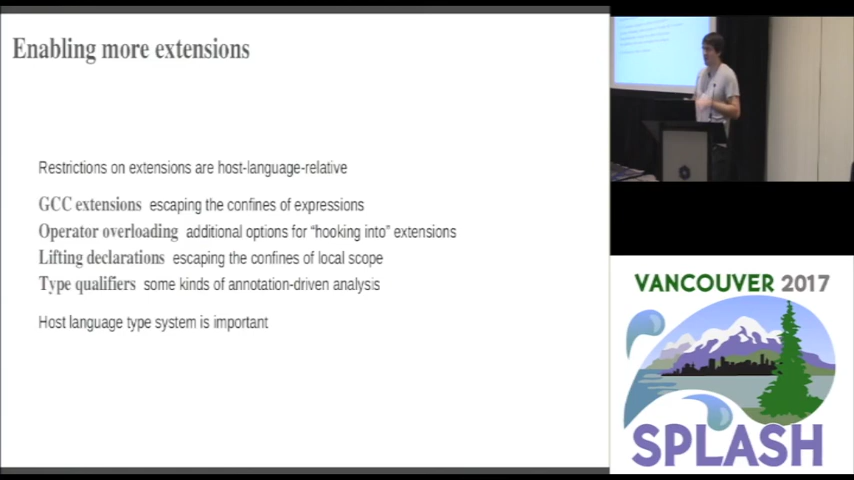 Enabling more extensions
Restrictions on extensions are host-language-relative
GCC extensions escaping the confines of expressions
Operator overloading additional options for “hooking into” extensions
Lifting declarations escaping the confines of local scope
Type qualifiers some kinds of annotation-driven analysis
Host language type system is important
VANCOUVER 2017
SPLASH